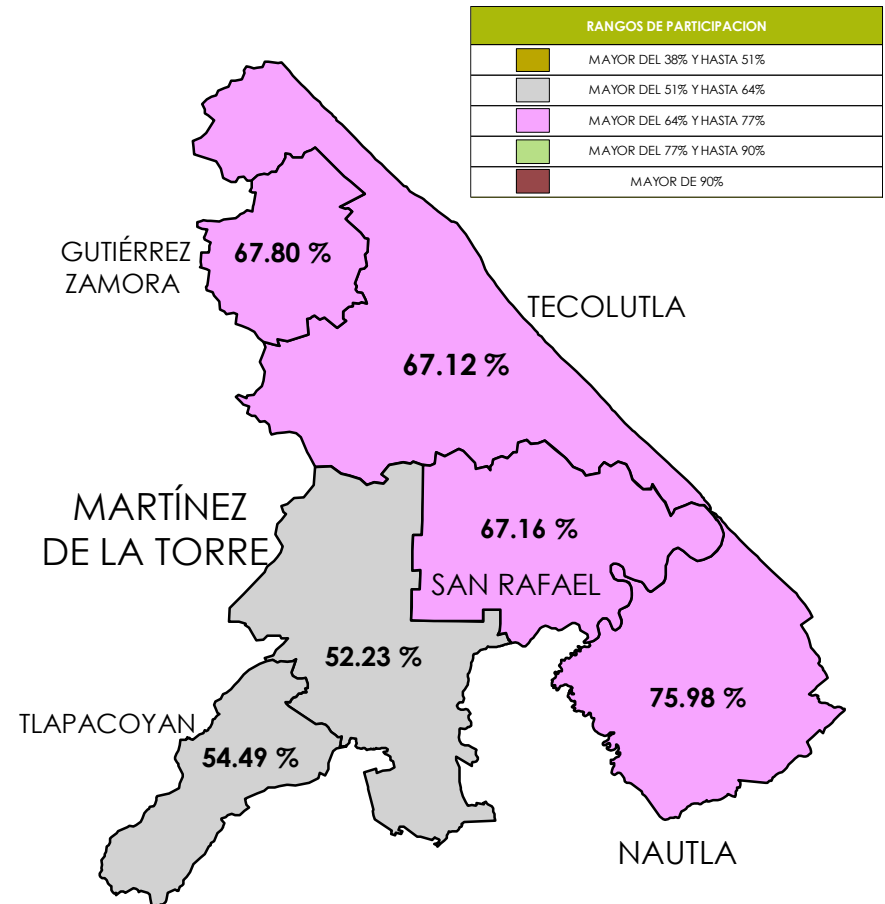 RANGOS DE PARTICIPACION
MAYOR DEL 38% Y HASTA 51%
MAYOR DEL 51% Y HASTA 64%
MAYOR DEL 64% Y HASTA 77%
MAYOR DEL 77% Y HASTA 90%
MAYOR DE 90%
GUTIÉRREZ
ZAMORA
67.80 %
TECOLUTLA
67.12 %
MARTÍNEZ
DE LA TORRE
67.16 %
SAN RAFAEL
52.23 %
75.98 %
TLAPACOYAN
54.49 %
NAUTLA